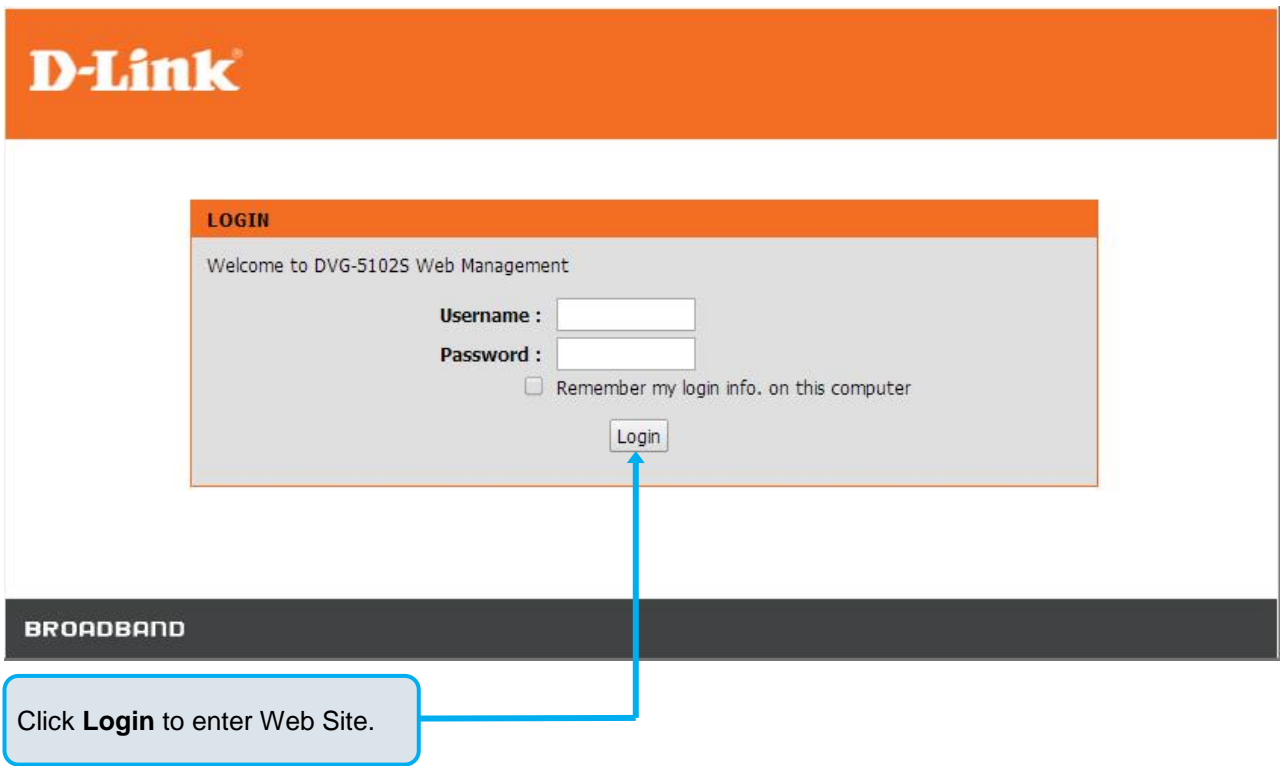 D-Link®
LOGIN
Welcome to DVG-5102S Web Management
Username :
Password :
Remember my login info. on this computer
Login
BROADBAND
Click Login to enter Web Site.